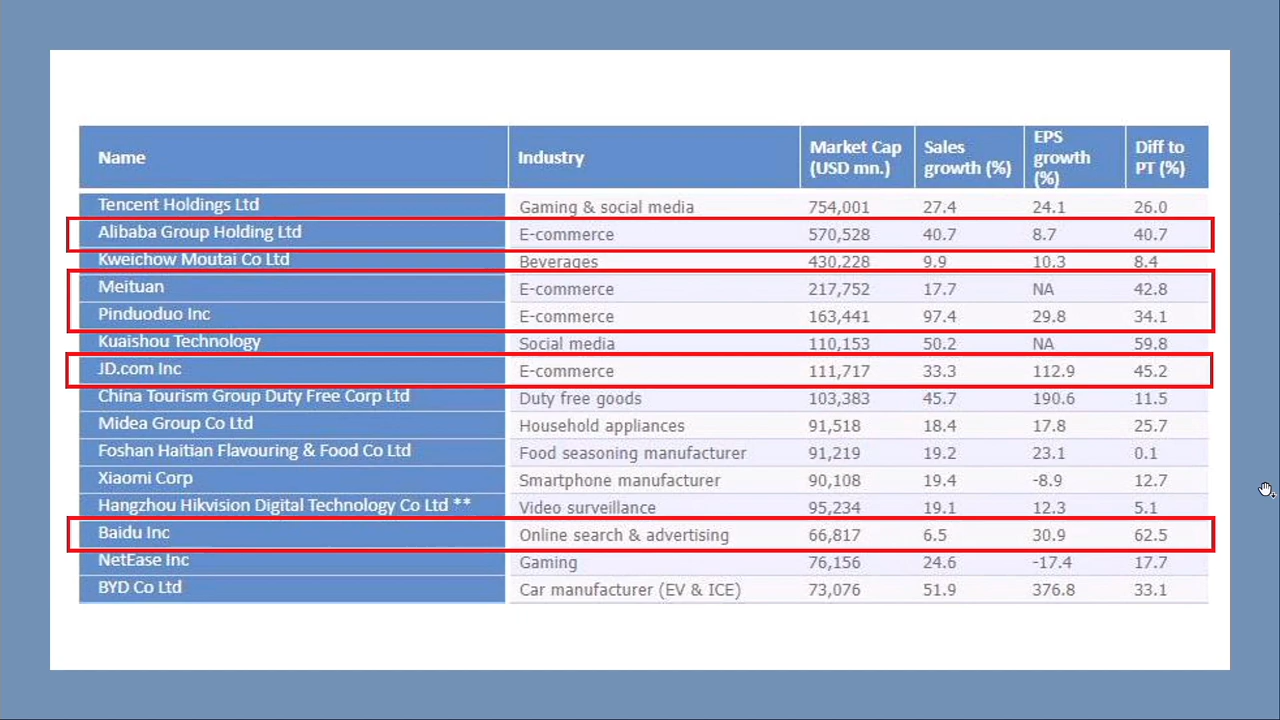 Name Industry Market Cap (USD mn.) Sales growth (%) EPS growth (%) Diff to PT (%)
Tencent Holdings Ltd Gaming & social media 754,001 27.4 24.1 26.0
Alibaba Group Holding Ltd E-commerce 570,528 40.7 8.7 40.7
Kweichow Moutai Co Ltd Beverages 430,228 9.9 10.3 8.4
Meituan E-commerce 217,752 17.7 NA 42.8
Pinduoduo Inc E-commerce 163,441 97.4 29.8 34.1
Kuaishou Technology Social media 110,153 50.2 NA 59.8
JD.com Inc E-commerce 111,717 33.3 112.9 45.2
China Tourism Group Duty Free Corp Ltd Duty free goods 103,383 45.7 190.6 11.5
Midea Group Co Ltd Household appliances 91,518 18.4 17.8 25.7
Foshan Haitian Flavouring & Food Co Ltd Food seasoning manufacturer 91,219 19.2 23.1 0.1
Xiaomi Corp Smartphone manufacturer 90,108 19.4 -8.9 12.7
Hangzhou Hikvision Digital Technology Co Ltd ** Video surveillance 95,234 19.1 12.3 5.1
Baidu Inc Online search & advertising 66,817 6.5 30.9 62.5
NetEase Inc Gaming 76,156 24.6 -17.4 17.7
BYD Co Ltd Car manufacturer (EV & ICE) 73,076 51.9 376.8 33.1